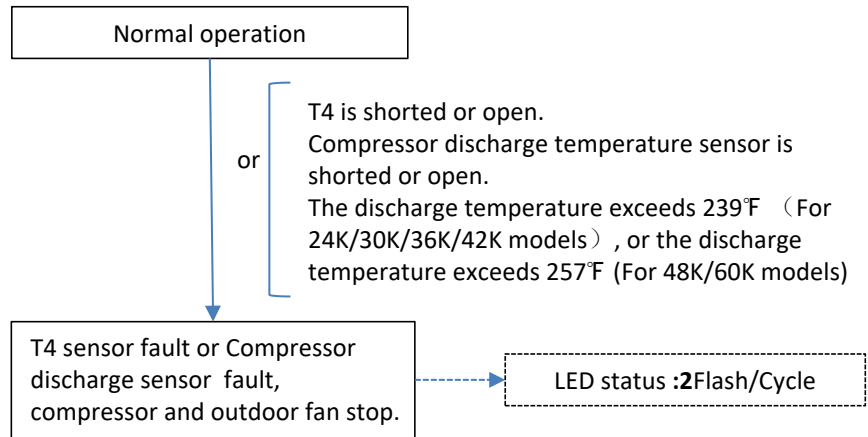 Normal operation
or
T4 is shorted or open.
Compressor discharge temperature sensor is
shorted or open.
The discharge temperature exceeds 239℉ （For
24K/30K/36K/42K models）, or the discharge
temperature exceeds 257℉ (For 48K/60K models)
T4 sensor fault or Compressor
discharge sensor fault,
compressor and outdoor fan stop.
LED status :2Flash/Cycle